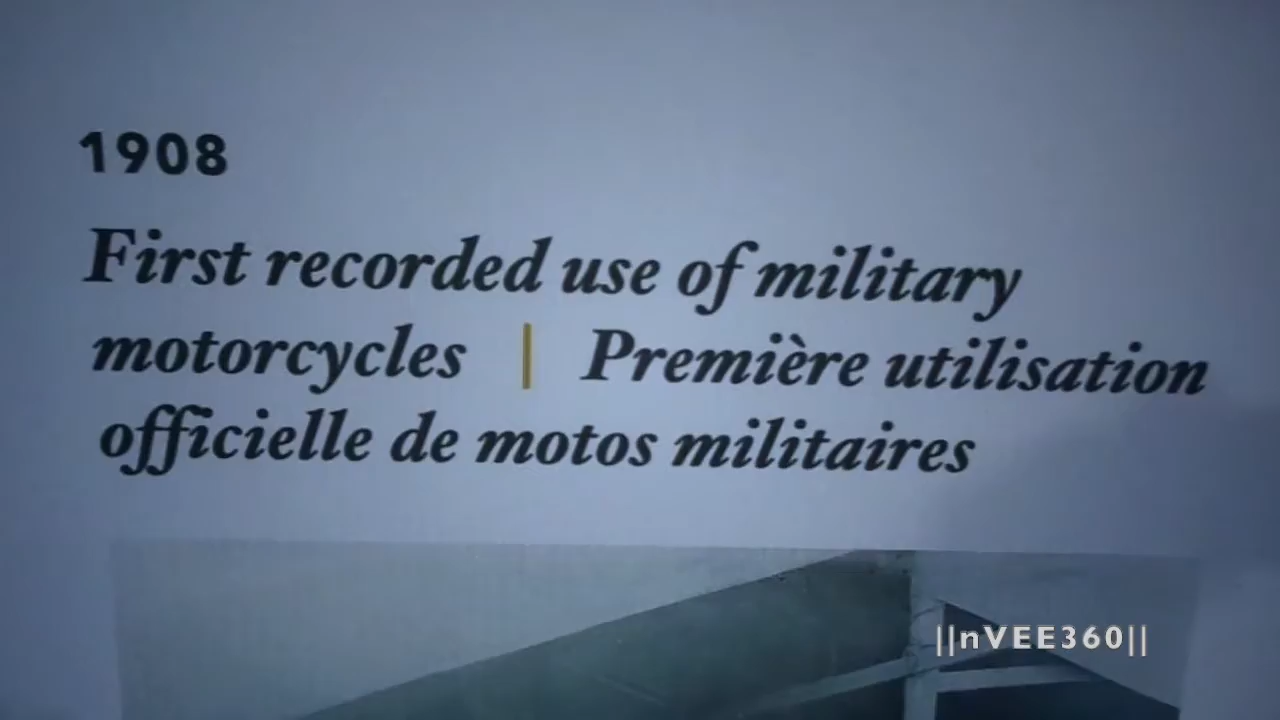 1908
First recorded use of military
motorcycles | Première utilisation
officielle de motos militaires
||nVEE360||